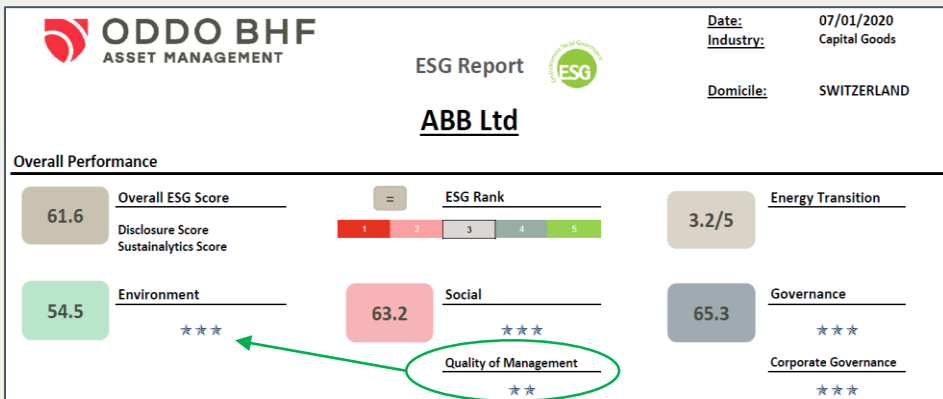 ODDO BHF
ASSET MANAGEMENT
ESG Report
ESG
Date: 07/01/2020
Industry: Capital Goods
Domicile: SWITZERLAND
ABB Ltd
Overall Performance
61.6
Overall ESG Score
Disclosure Score
Sustainalytics Score
=
ESG Rank
1 2 3 4 5
3.2/5
Energy Transition
54.5
Environment
63.2
Social
65.3
Governance
Quality of Management
Corporate Governance